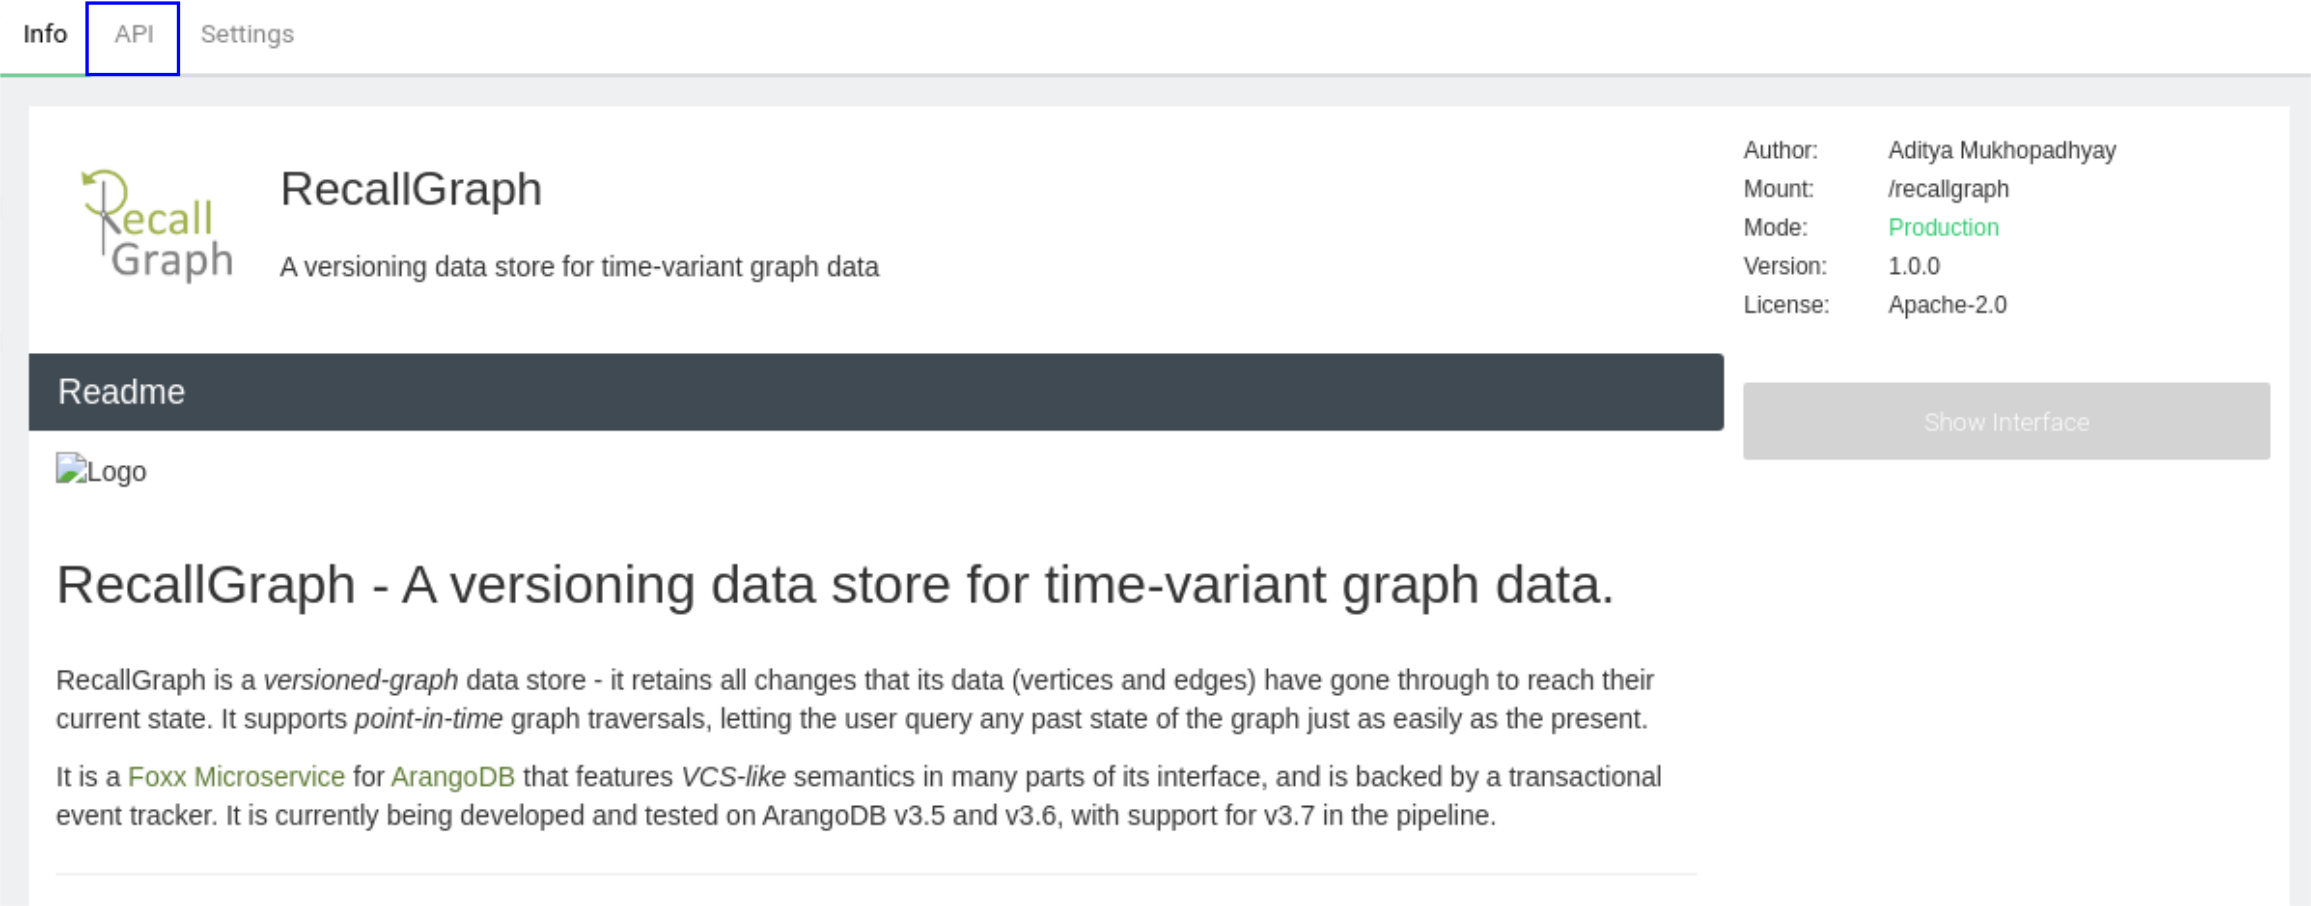 Info API Settings
Recall
Graph
RecallGraph
A versioning data store for time-variant graph data
Author: Aditya Mukhopadhyay
Mount: /recallgraph
Mode: Production
Version: 1.0.0
License: Apache-2.0
Show Interface
Readme
Logo
RecallGraph - A versioning data store for time-variant graph data.
RecallGraph is a versioned-graph data store - it retains all changes that its data (vertices and edges) have gone through to reach their
current state. It supports point-in-time graph traversals, letting the user query any past state of the graph just as easily as the present.
It is a Foxx Microservice for ArangoDB that features VCS-like semantics in many parts of its interface, and is backed by a transactional
event tracker. It is currently being developed and tested on ArangoDB v3.5 and v3.6, with support for v3.7 in the pipeline.